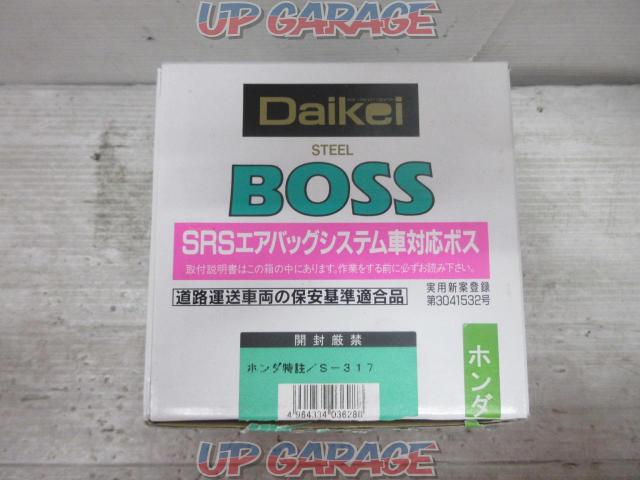 UP GARAGE
Daikei
STEEL
BOSS
SRSエアバッグシステム車対応ボス
取付説明書はこの箱の中にあります。作業をする前に必ずお読み下さい。
道路運送車両の保安基準適合品
実用新案登録
第3041532号
開封厳禁
ホンダ特註/S-317
4 984334 036288
ホンダ
UP GARAGE